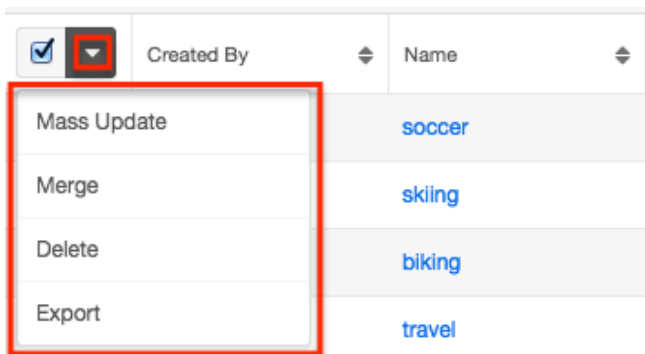 Created By
Name
Mass Update
soccer
Merge
skiing
Delete
biking
Export
travel